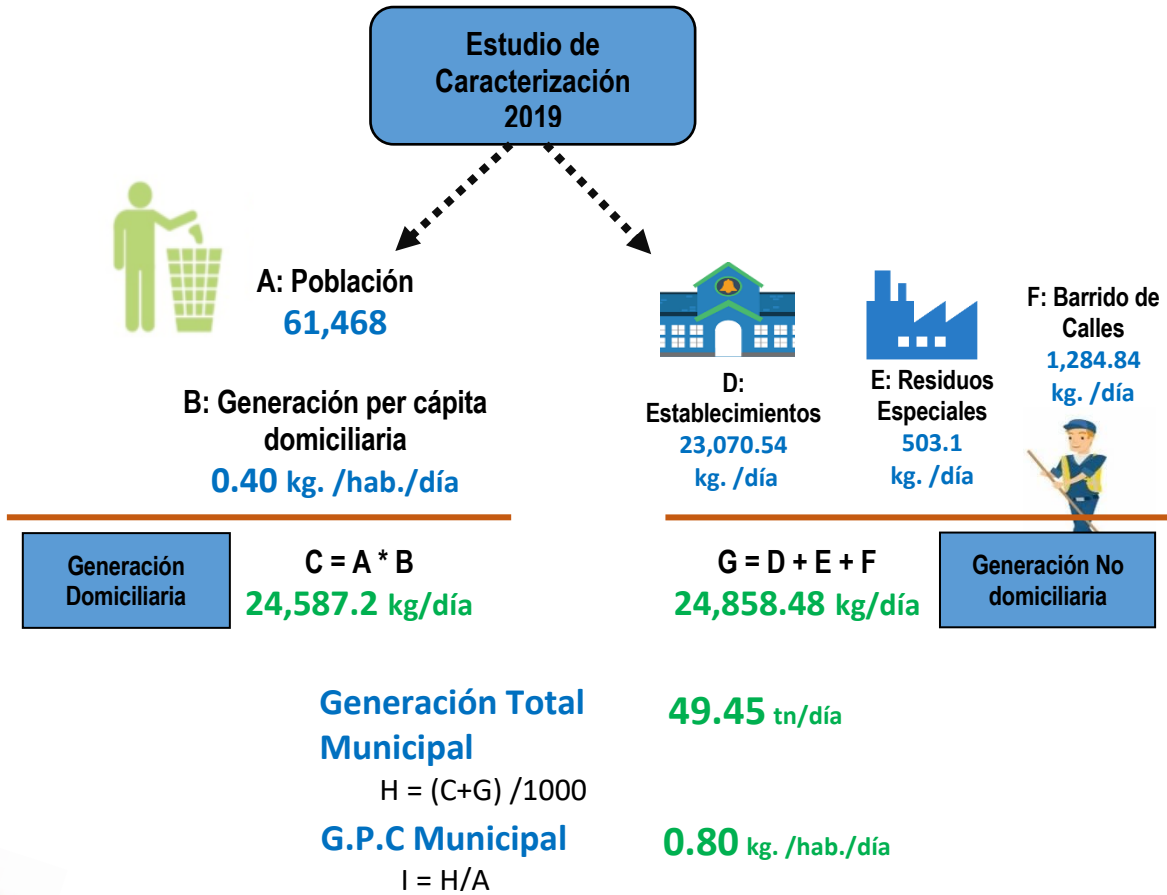 Estudio de
Caracterización
2019
A: Población
61,468
B: Generación per cápita
domiciliaria
0.40 kg. /hab./día
D:
Establecimientos
23,070.54
kg. /día
E: Residuos
Especiales
503.1
kg. /día
F: Barrido de
Calles
1,284.84
kg. /día
Generación
Domiciliaria
C = A * B
24,587.2 kg/día
G = D + E + F
24,858.48 kg/día
Generación No
domiciliaria
Generación Total
Municipal
49.45 tn/día
H = (C+G) /1000
G.P.C Municipal
0.80 kg. /hab./día
I = H/A